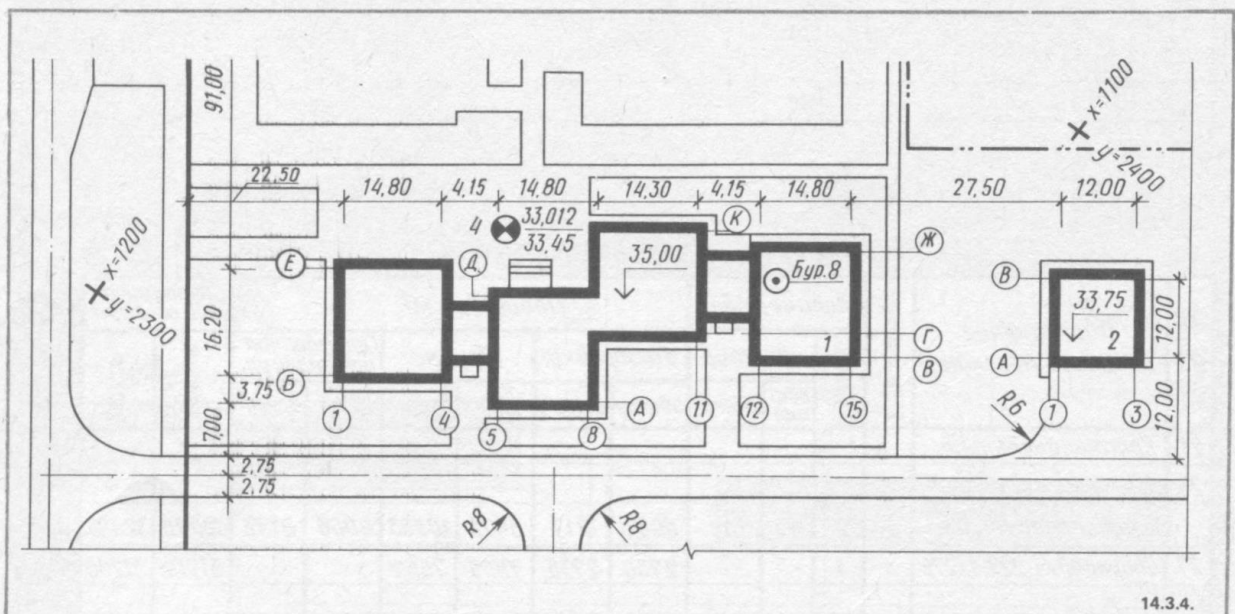 91,00
22,50
14,80
4,15
14,80
14,30
4,15
14,80
27,50
12,00
x=1100
y=2400
x=1200
y=2300
4
33,012
33,45
К
Ж
Е
Д
35,00
Бур.8
В
33,75
12,00
16,20
1
Г
2
Б
В
А
3,75
1
4
5
8
А
11
12
15
R6
1
3
12,00
7,00
2,75
2,75
R8
R8
14.3.4.